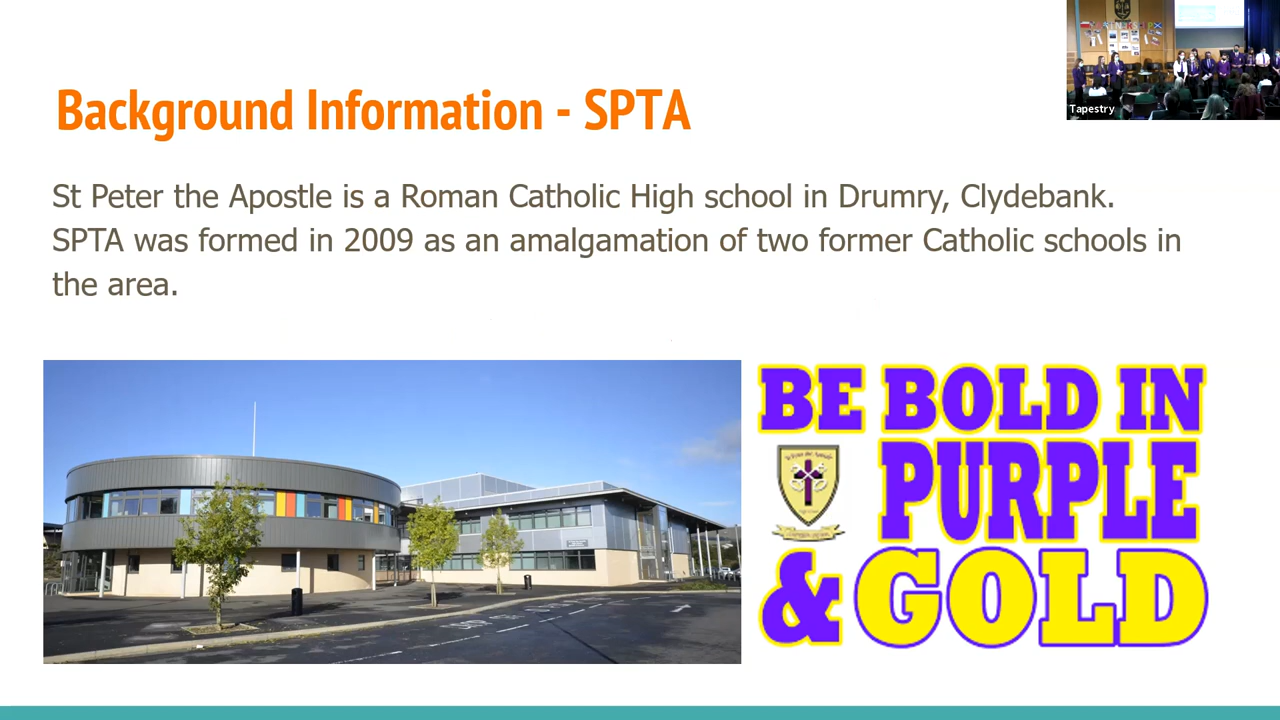 Background Information - SPTA
Tapestry
St Peter the Apostle is a Roman Catholic High school in Drumry, Clydebank.
SPTA was formed in 2009 as an amalgamation of two former Catholic schools in
the area.
BE BOLD IN
PURPLE
& GOLD